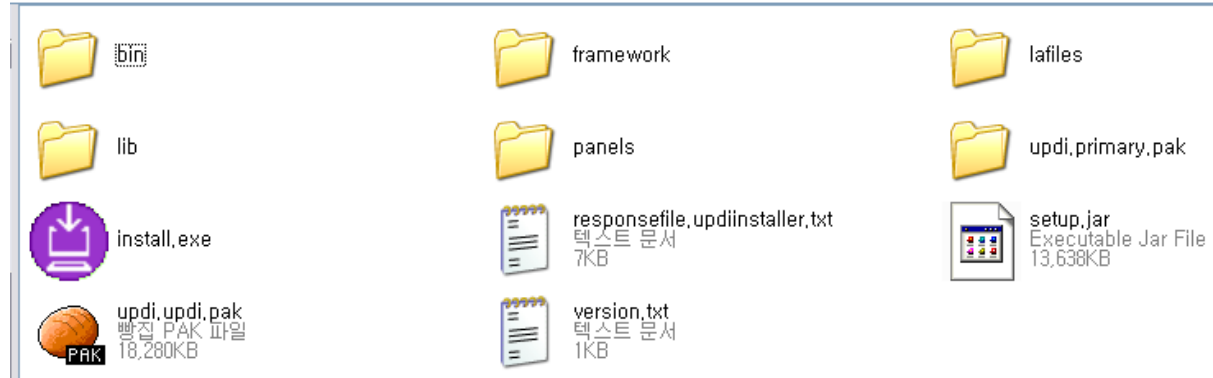 bin
framework
lafiles
lib
panels
updi.primary.pak
install.exe
responsefile.updiinstaller.txt
텍스트 문서
7KB
setup.jar
Executable Jar File
13,638KB
updi.updi.pak
빵집 PAK 파일
18,280KB
PAK
version.txt
텍스트 문서
1KB